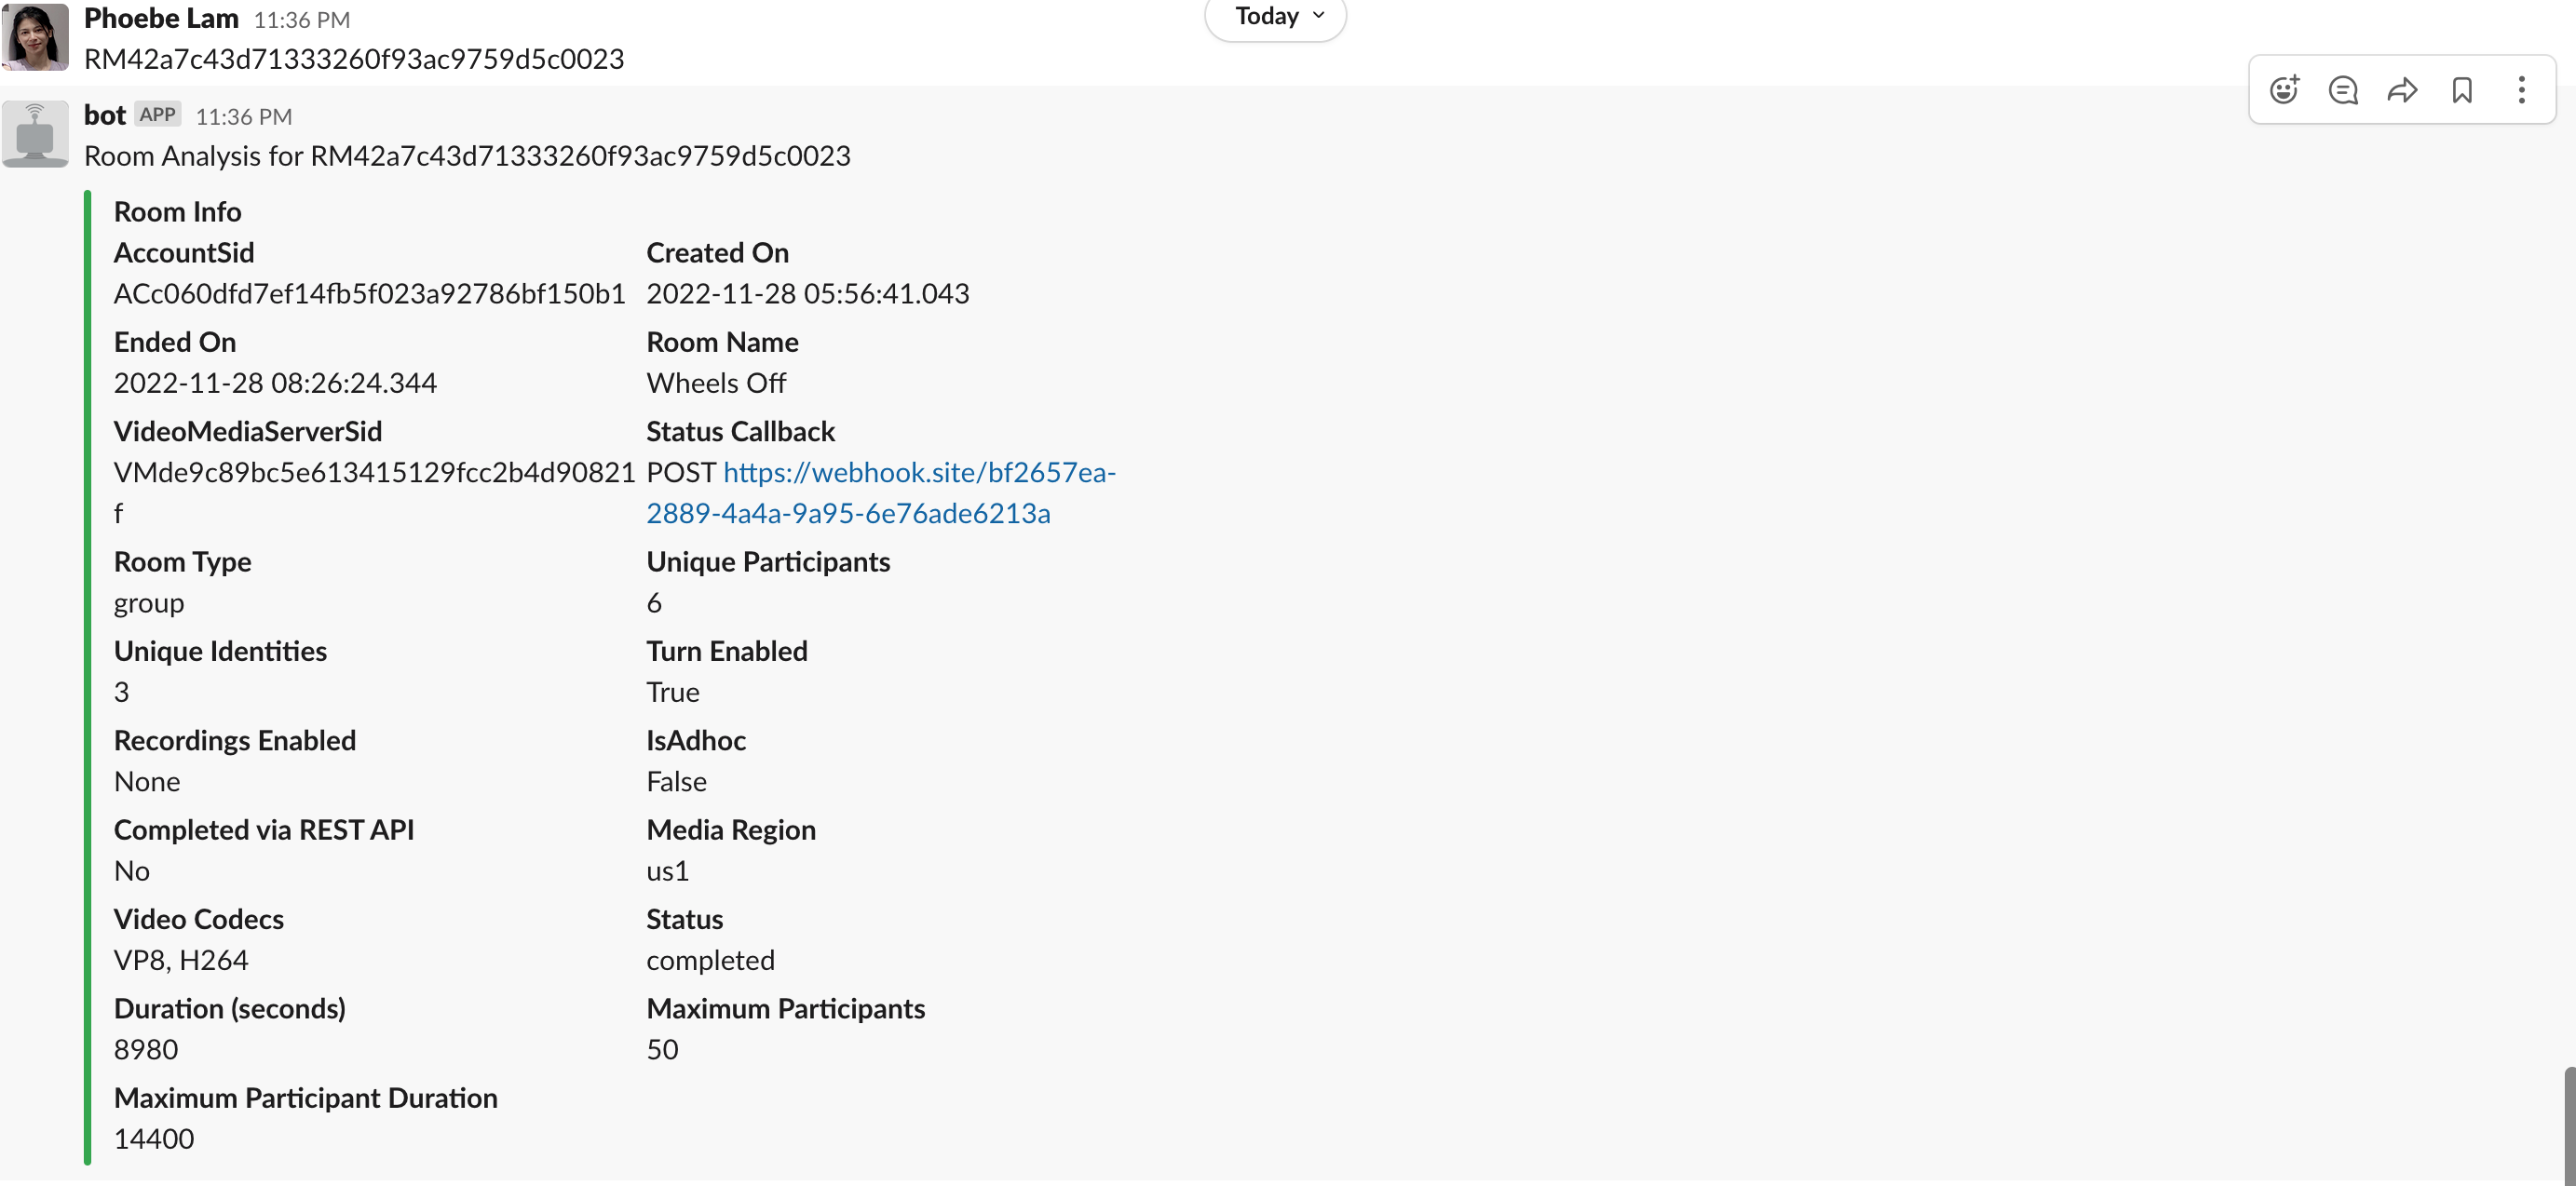 Phoebe Lam 11:36 PM
Today
RM42a7c43d71333260f93ac9759d5c0023
bot APP 11:36 PM
Room Analysis for RM42a7c43d71333260f93ac9759d5c0023
Room Info
AccountSid
ACc060dfd7ef14fb5f023a92786bf150b1
Created On
2022-11-28 05:56:41.043
Ended On
2022-11-28 08:26:24.344
Room Name
Wheels Off
VideoMediaServerSid
VMde9c89bc5e613415129fcc2b4d90821
f
Status Callback
POST https://webhook.site/bf2657ea-
2889-4a4a-9a95-6e76ade6213a
Room Type
group
Unique Participants
6
Unique Identities
3
Turn Enabled
True
Recordings Enabled
None
IsAdhoc
False
Completed via REST API
No
Media Region
us1
Video Codecs
VP8, H264
Status
completed
Duration (seconds)
8980
Maximum Participants
50
Maximum Participant Duration
14400